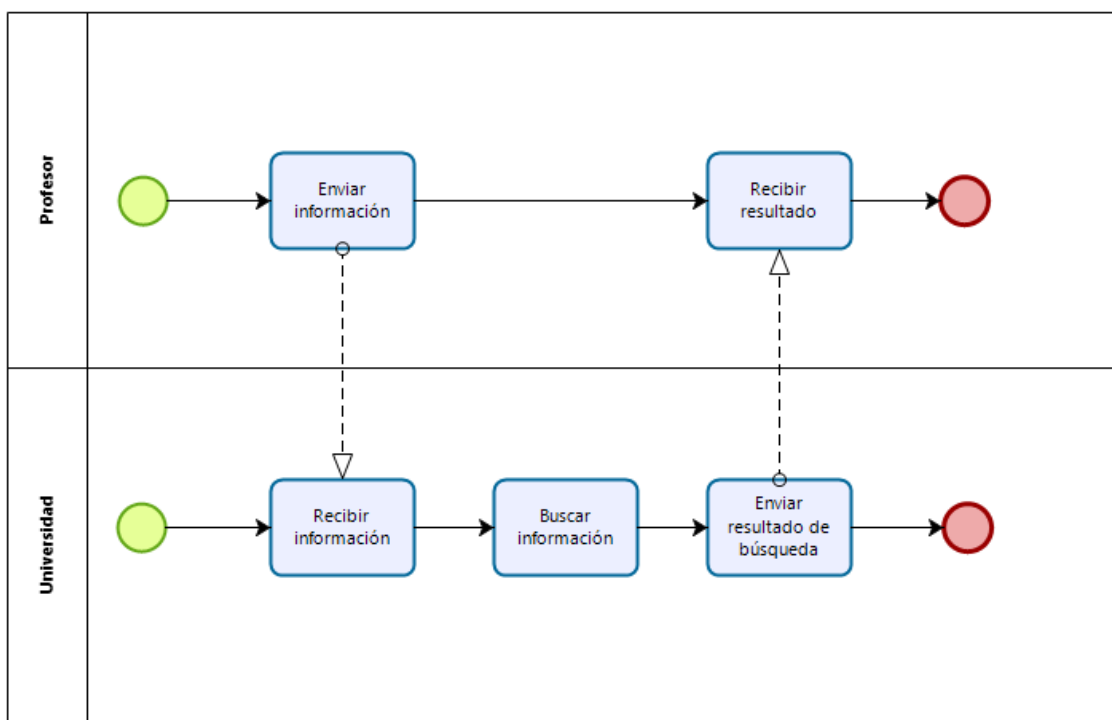 Profesor
Enviar
información
Recibir
resultado
Universidad
Recibir
información
Buscar
información
Enviar
resultado de
búsqueda